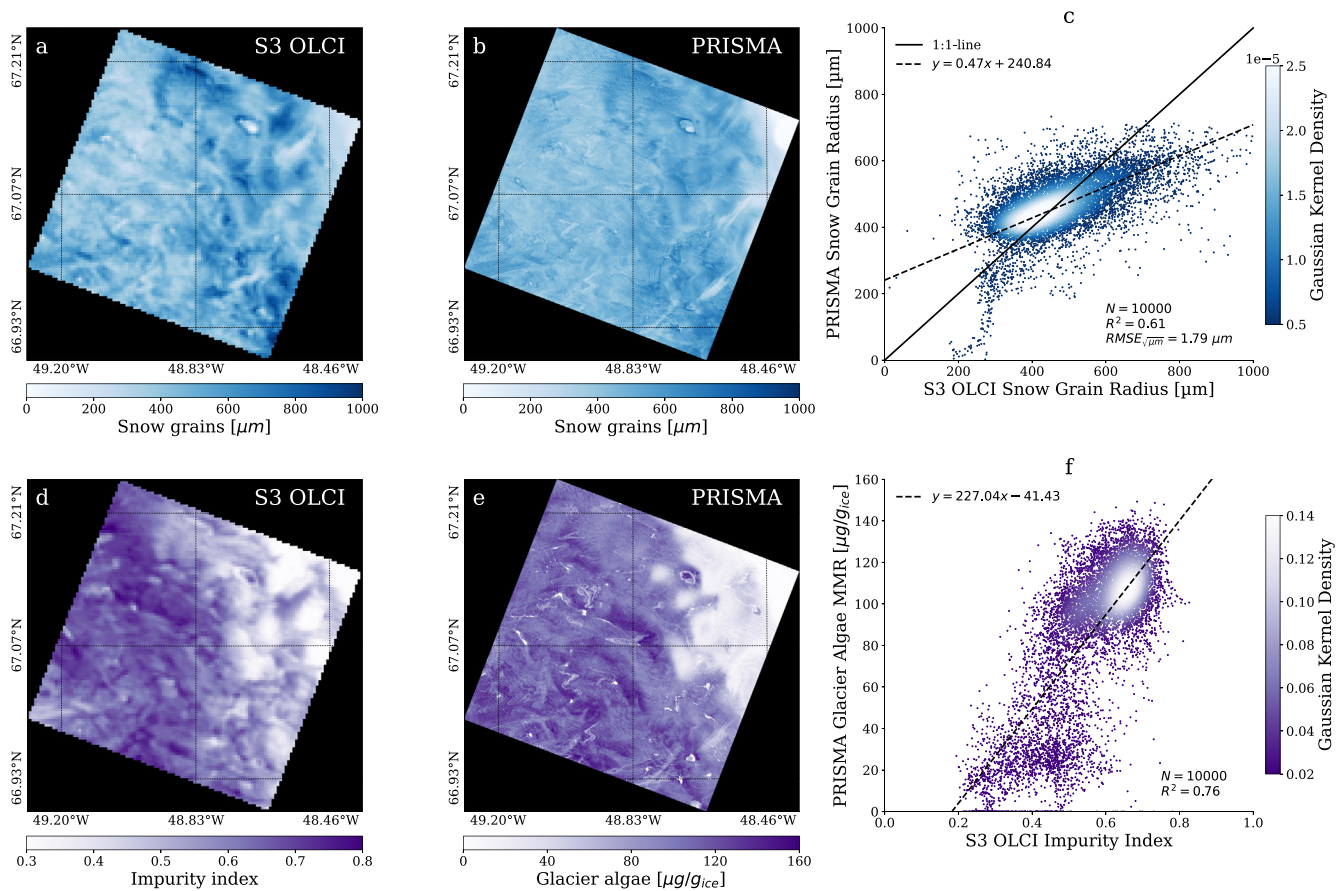 a
S3 OLCI
67.21°N
67.07°N
66.93°N
49.20°W
48.83°W
48.46°W
0
200
400
600
800
1000
Snow grains [μm]
b
PRISMA
67.21°N
67.07°N
66.93°N
49.20°W
48.83°W
48.46°W
0
200
400
600
800
1000
Snow grains [μm]
c
1:1-line
y = 0.47x + 240.84
PRISMA Snow Grain Radius [µm]
1000
800
600
400
200
0
N = 10000
R² = 0.61
RMSE√μm = 1.79 μm
0
200
400
600
800
1000
S3 OLCI Snow Grain Radius [µm]
1e−5
2.5
2.0
1.5
1.0
0.5
Gaussian Kernel Density
d
S3 OLCI
67.21°N
67.07°N
66.93°N
49.20°W
48.83°W
48.46°W
0.3
0.4
0.5
0.6
0.7
0.8
Impurity index
e
PRISMA
67.21°N
67.07°N
66.93°N
49.20°W
48.83°W
48.46°W
0
40
80
120
160
Glacier algae [μg/gice]
f
y = 227.04x − 41.43
PRISMA Glacier Algae MMR [μg/gice]
160
140
120
100
80
60
40
20
0
N = 10000
R² = 0.76
0.0
0.2
0.4
0.6
0.8
1.0
S3 OLCI Impurity Index
0.14
0.12
0.10
0.08
0.06
0.04
0.02
Gaussian Kernel Density